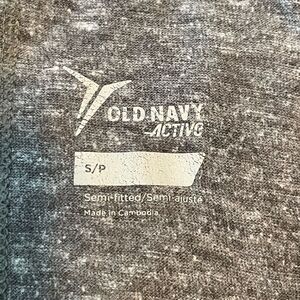 OLD NAVY
ACTIVE
S/P
Semi-fitted/Semi-ajusté
Made in Cambodia